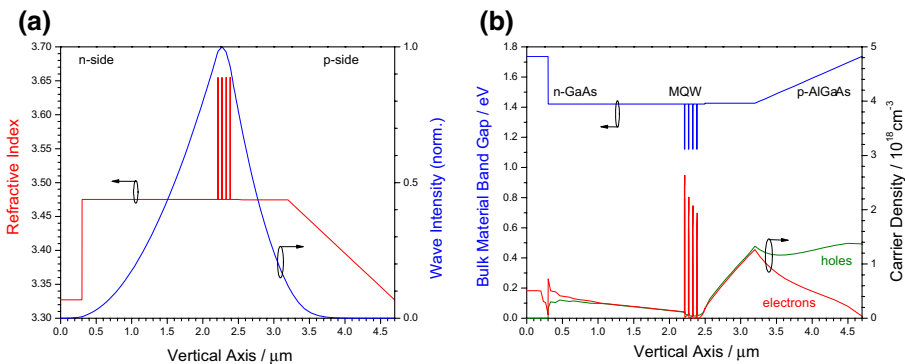 (a)
n-side
p-side
Refractive Index
3.70
3.65
3.60
3.55
3.50
3.45
3.40
3.35
3.30
1.0
0.5
0.0
Wave Intensity (norm.)
0.0 0.5 1.0 1.5 2.0 2.5 3.0 3.5 4.0 4.5
Vertical Axis / μm
(b)
n-GaAs
MQW
p-AlGaAs
Bulk Material Band Gap / eV
1.8
1.6
1.4
1.2
1.0
0.8
0.6
0.4
0.2
0.0
5
4
3
2
1
0
Carrier Density / 10^18 cm^-3
holes
electrons
0.0 0.5 1.0 1.5 2.0 2.5 3.0 3.5 4.0 4.5
Vertical Axis / μm